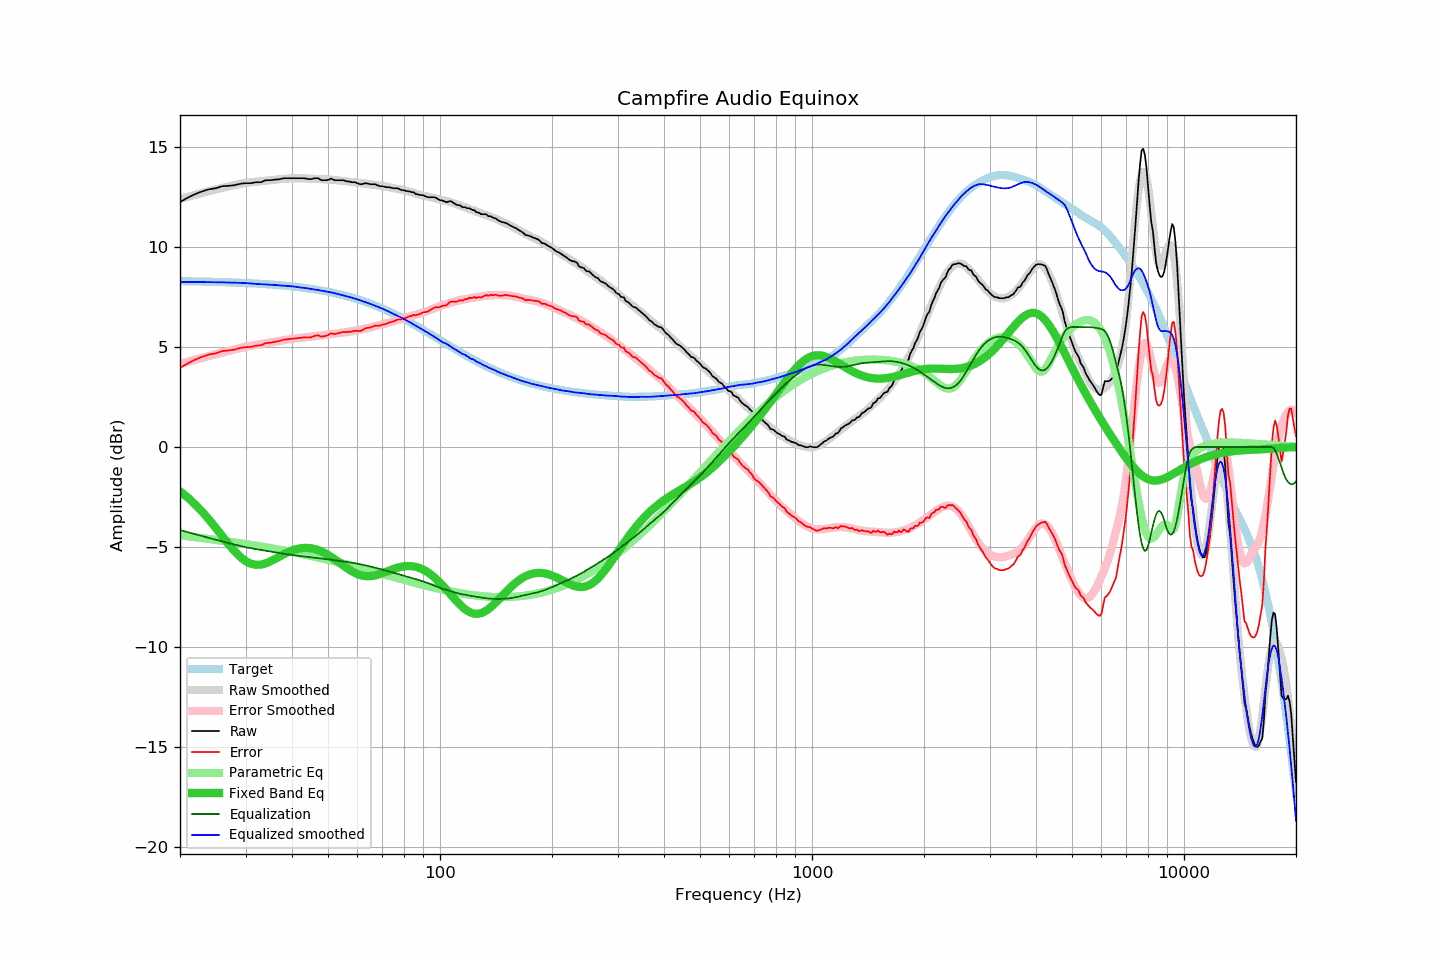 Campfire Audio Equinox
15
10
5
0
−5
−10
−15
−20
Amplitude (dBr)
Target
Raw Smoothed
Error Smoothed
Raw
Error
Parametric Eq
Fixed Band Eq
Equalization
Equalized smoothed
100
1000
10000
Frequency (Hz)